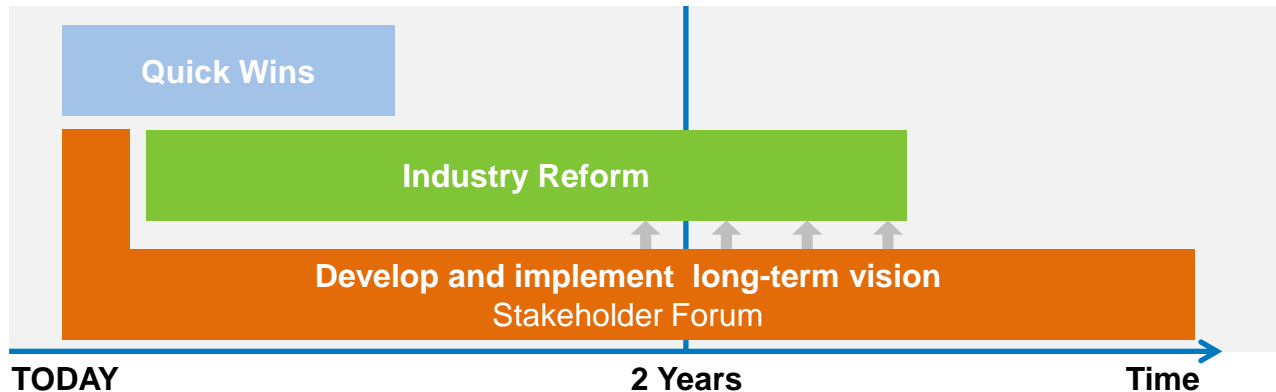 Quick Wins
Industry Reform
Develop and implement  long-term vision
Stakeholder Forum
TODAY
2 Years
Time